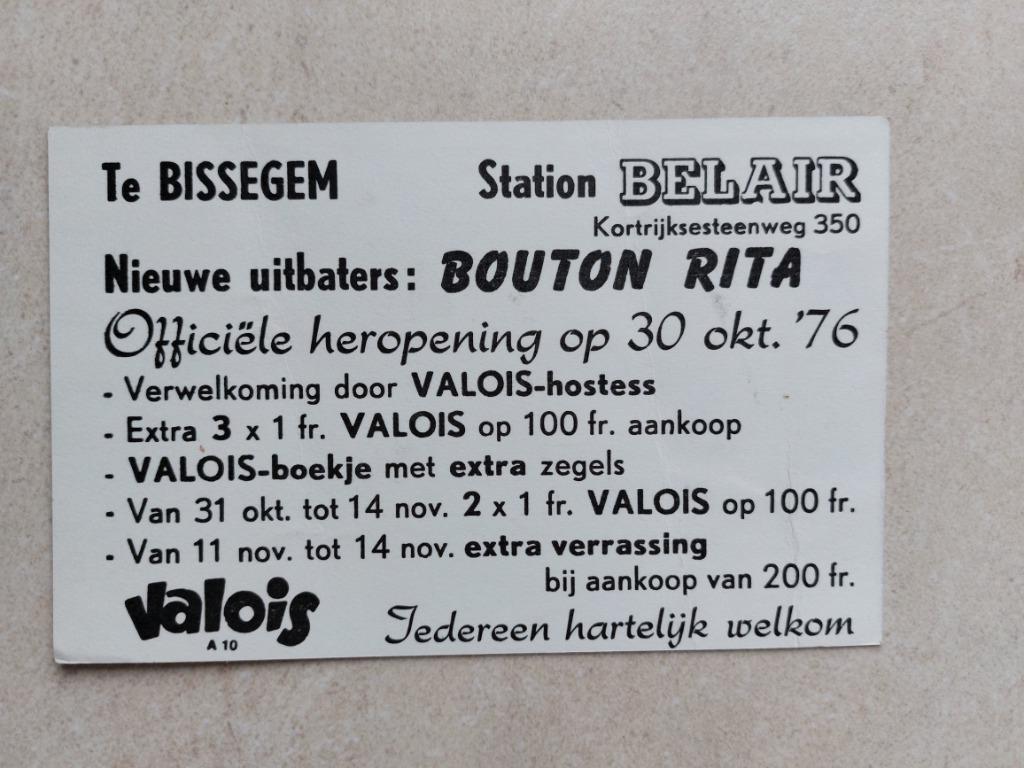 Te BISSEGEM Station BELAIR
Kortrijksesteenweg 350
Nieuwe uitbaters: BOUTON RITA
Officiële heropening op 30 okt. '76
- Verwelkoming door VALOIS-hostess
- Extra 3 x 1 fr. VALOIS op 100 fr. aankoop
- VALOIS-boekje met extra zegels
- Van 31 okt. tot 14 nov. 2 x 1 fr. VALOIS op 100 fr.
- Van 11 nov. tot 14 nov. extra verrassing
bij aankoop van 200 fr.
Valois
A 10
Iedereen hartelijk welkom